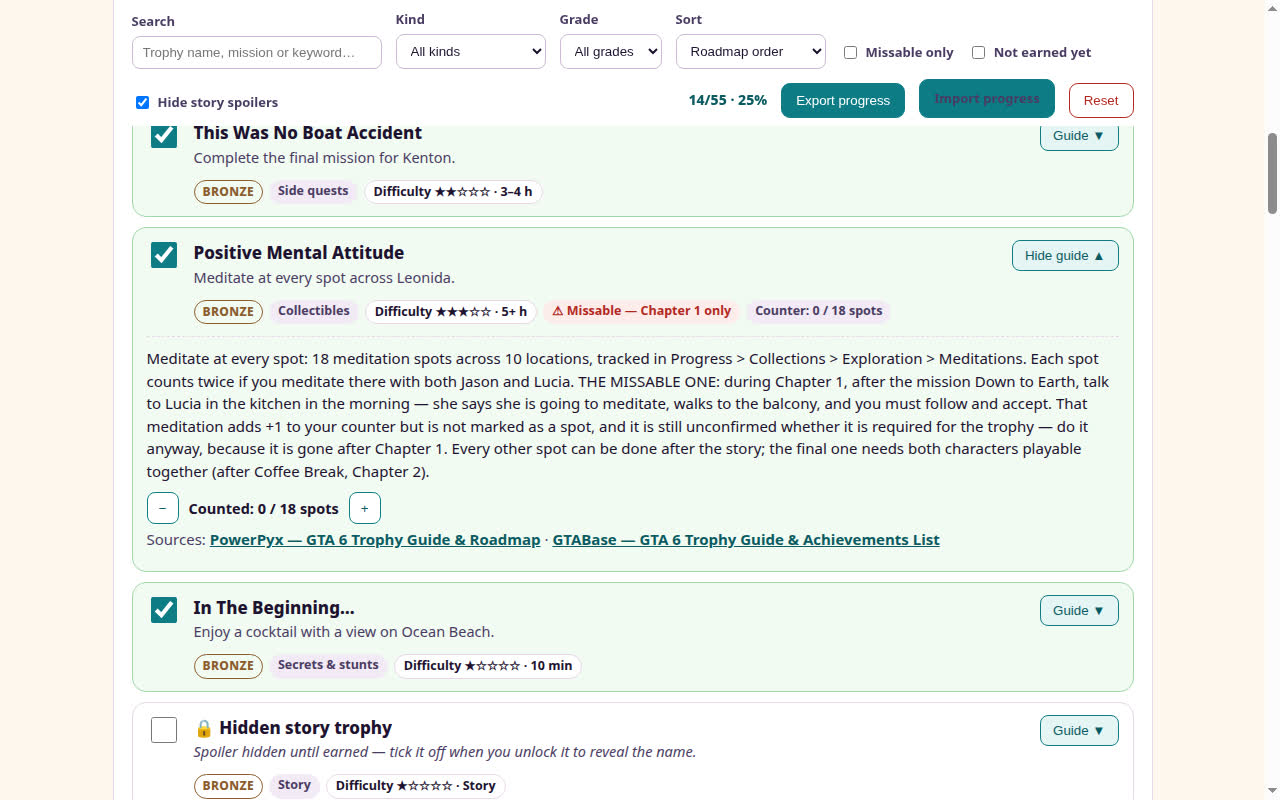 Search
Kind
Grade
Sort
Trophy name, mission or keyword…
All kinds
All grades
Roadmap order
Missable only
Not earned yet
Hide story spoilers
14/55 · 25%
Export progress
Import progress
Reset
This Was No Boat Accident
Guide ▼
Complete the final mission for Kenton.
BRONZE
Side quests
Difficulty ★★☆☆☆ · 3–4 h
Positive Mental Attitude
Hide guide ▲
Meditate at every spot across Leonida.
BRONZE
Collectibles
Difficulty ★★★☆☆ · 5+ h
⚠ Missable — Chapter 1 only
Counter: 0 / 18 spots
Meditate at every spot: 18 meditation spots across 10 locations, tracked in Progress > Collections > Exploration > Meditations. Each spot
counts twice if you meditate there with both Jason and Lucia. THE MISSABLE ONE: during Chapter 1, after the mission Down to Earth, talk
to Lucia in the kitchen in the morning — she says she is going to meditate, walks to the balcony, and you must follow and accept. That
meditation adds +1 to your counter but is not marked as a spot, and it is still unconfirmed whether it is required for the trophy — do it
anyway, because it is gone after Chapter 1. Every other spot can be done after the story; the final one needs both characters playable
together (after Coffee Break, Chapter 2).
−
Counted: 0 / 18 spots
+
Sources: PowerPyx — GTA 6 Trophy Guide & Roadmap · GTABase — GTA 6 Trophy Guide & Achievements List
In The Beginning…
Guide ▼
Enjoy a cocktail with a view on Ocean Beach.
BRONZE
Secrets & stunts
Difficulty ★☆☆☆☆ · 10 min
🔒 Hidden story trophy
Guide ▼
Spoiler hidden until earned — tick it off when you unlock it to reveal the name.
BRONZE
Story
Difficulty ★☆☆☆☆ · Story